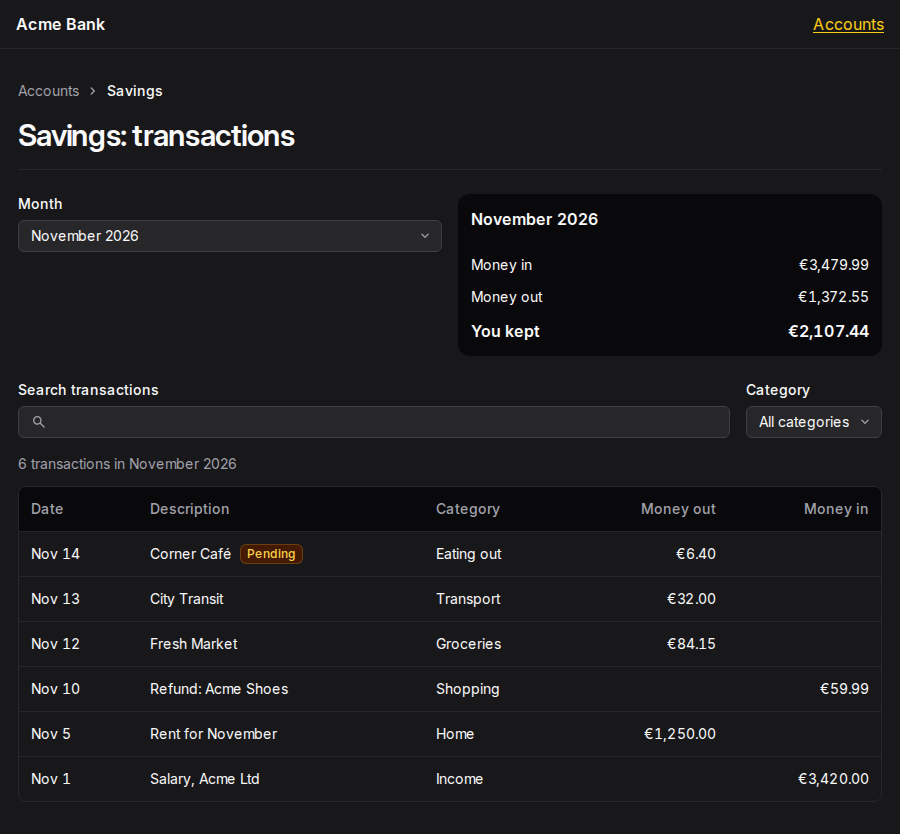 Acme Bank Accounts
Accounts > Savings
Savings: transactions
Month
November 2026
November 2026
Money in €3,479.99
Money out €1,372.55
You kept €2,107.44
Search transactions Category
All categories
6 transactions in November 2026
Date Description Category Money out Money in
Nov 14 Corner Café Pending Eating out €6.40
Nov 13 City Transit Transport €32.00
Nov 12 Fresh Market Groceries €84.15
Nov 10 Refund: Acme Shoes Shopping €59.99
Nov 5 Rent for November Home €1,250.00
Nov 1 Salary, Acme Ltd Income €3,420.00